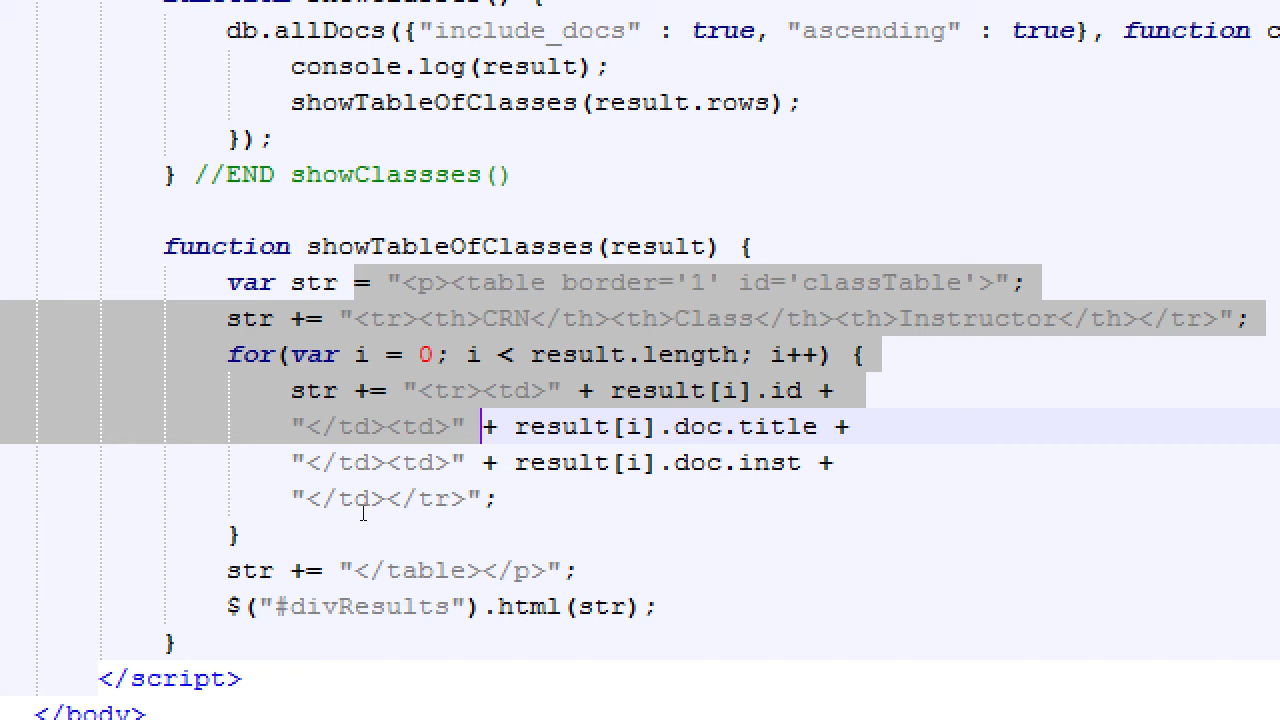 function showClasses() {
db.allDocs({"include_docs" : true, "ascending" : true}, function c
console.log(result);
showTableOfClasses(result.rows);
});
} //END showClassses()
function showTableOfClasses(result) {
var str = "<p><table border='1' id='classTable'>";
str += "<tr><th>CRN</th><th>Class</th><th>Instructor</th></tr>";
for(var i = 0; i < result.length; i++) {
str += "<tr><td>" + result[i].id +
"</td><td>" + result[i].doc.title +
"</td><td>" + result[i].doc.inst +
"</td></tr>";
}
str += "</table></p>";
$("#divResults").html(str);
}
</script>
</body>